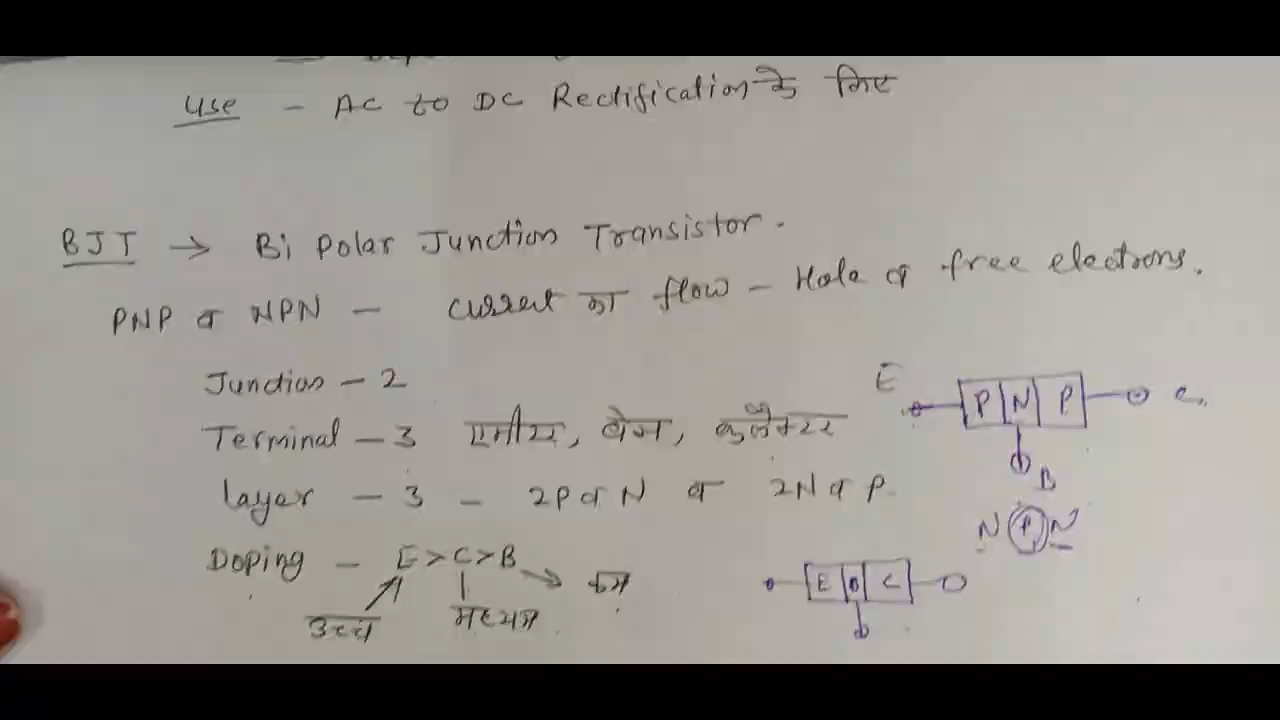 Use - AC to DC Rectification के लिए
BJT → Bi Polar Junction Transistor.
PNP व NPN - current का flow - Hole व free electrons.
Junction - 2
Terminal - 3 एमीटर, बेस, कुलैक्टर
Layer - 3 - 2P व N व 2N व P.
Doping - E > C > B → कम
उच्च मध्यम
E P N P C
B
N P N
E B C